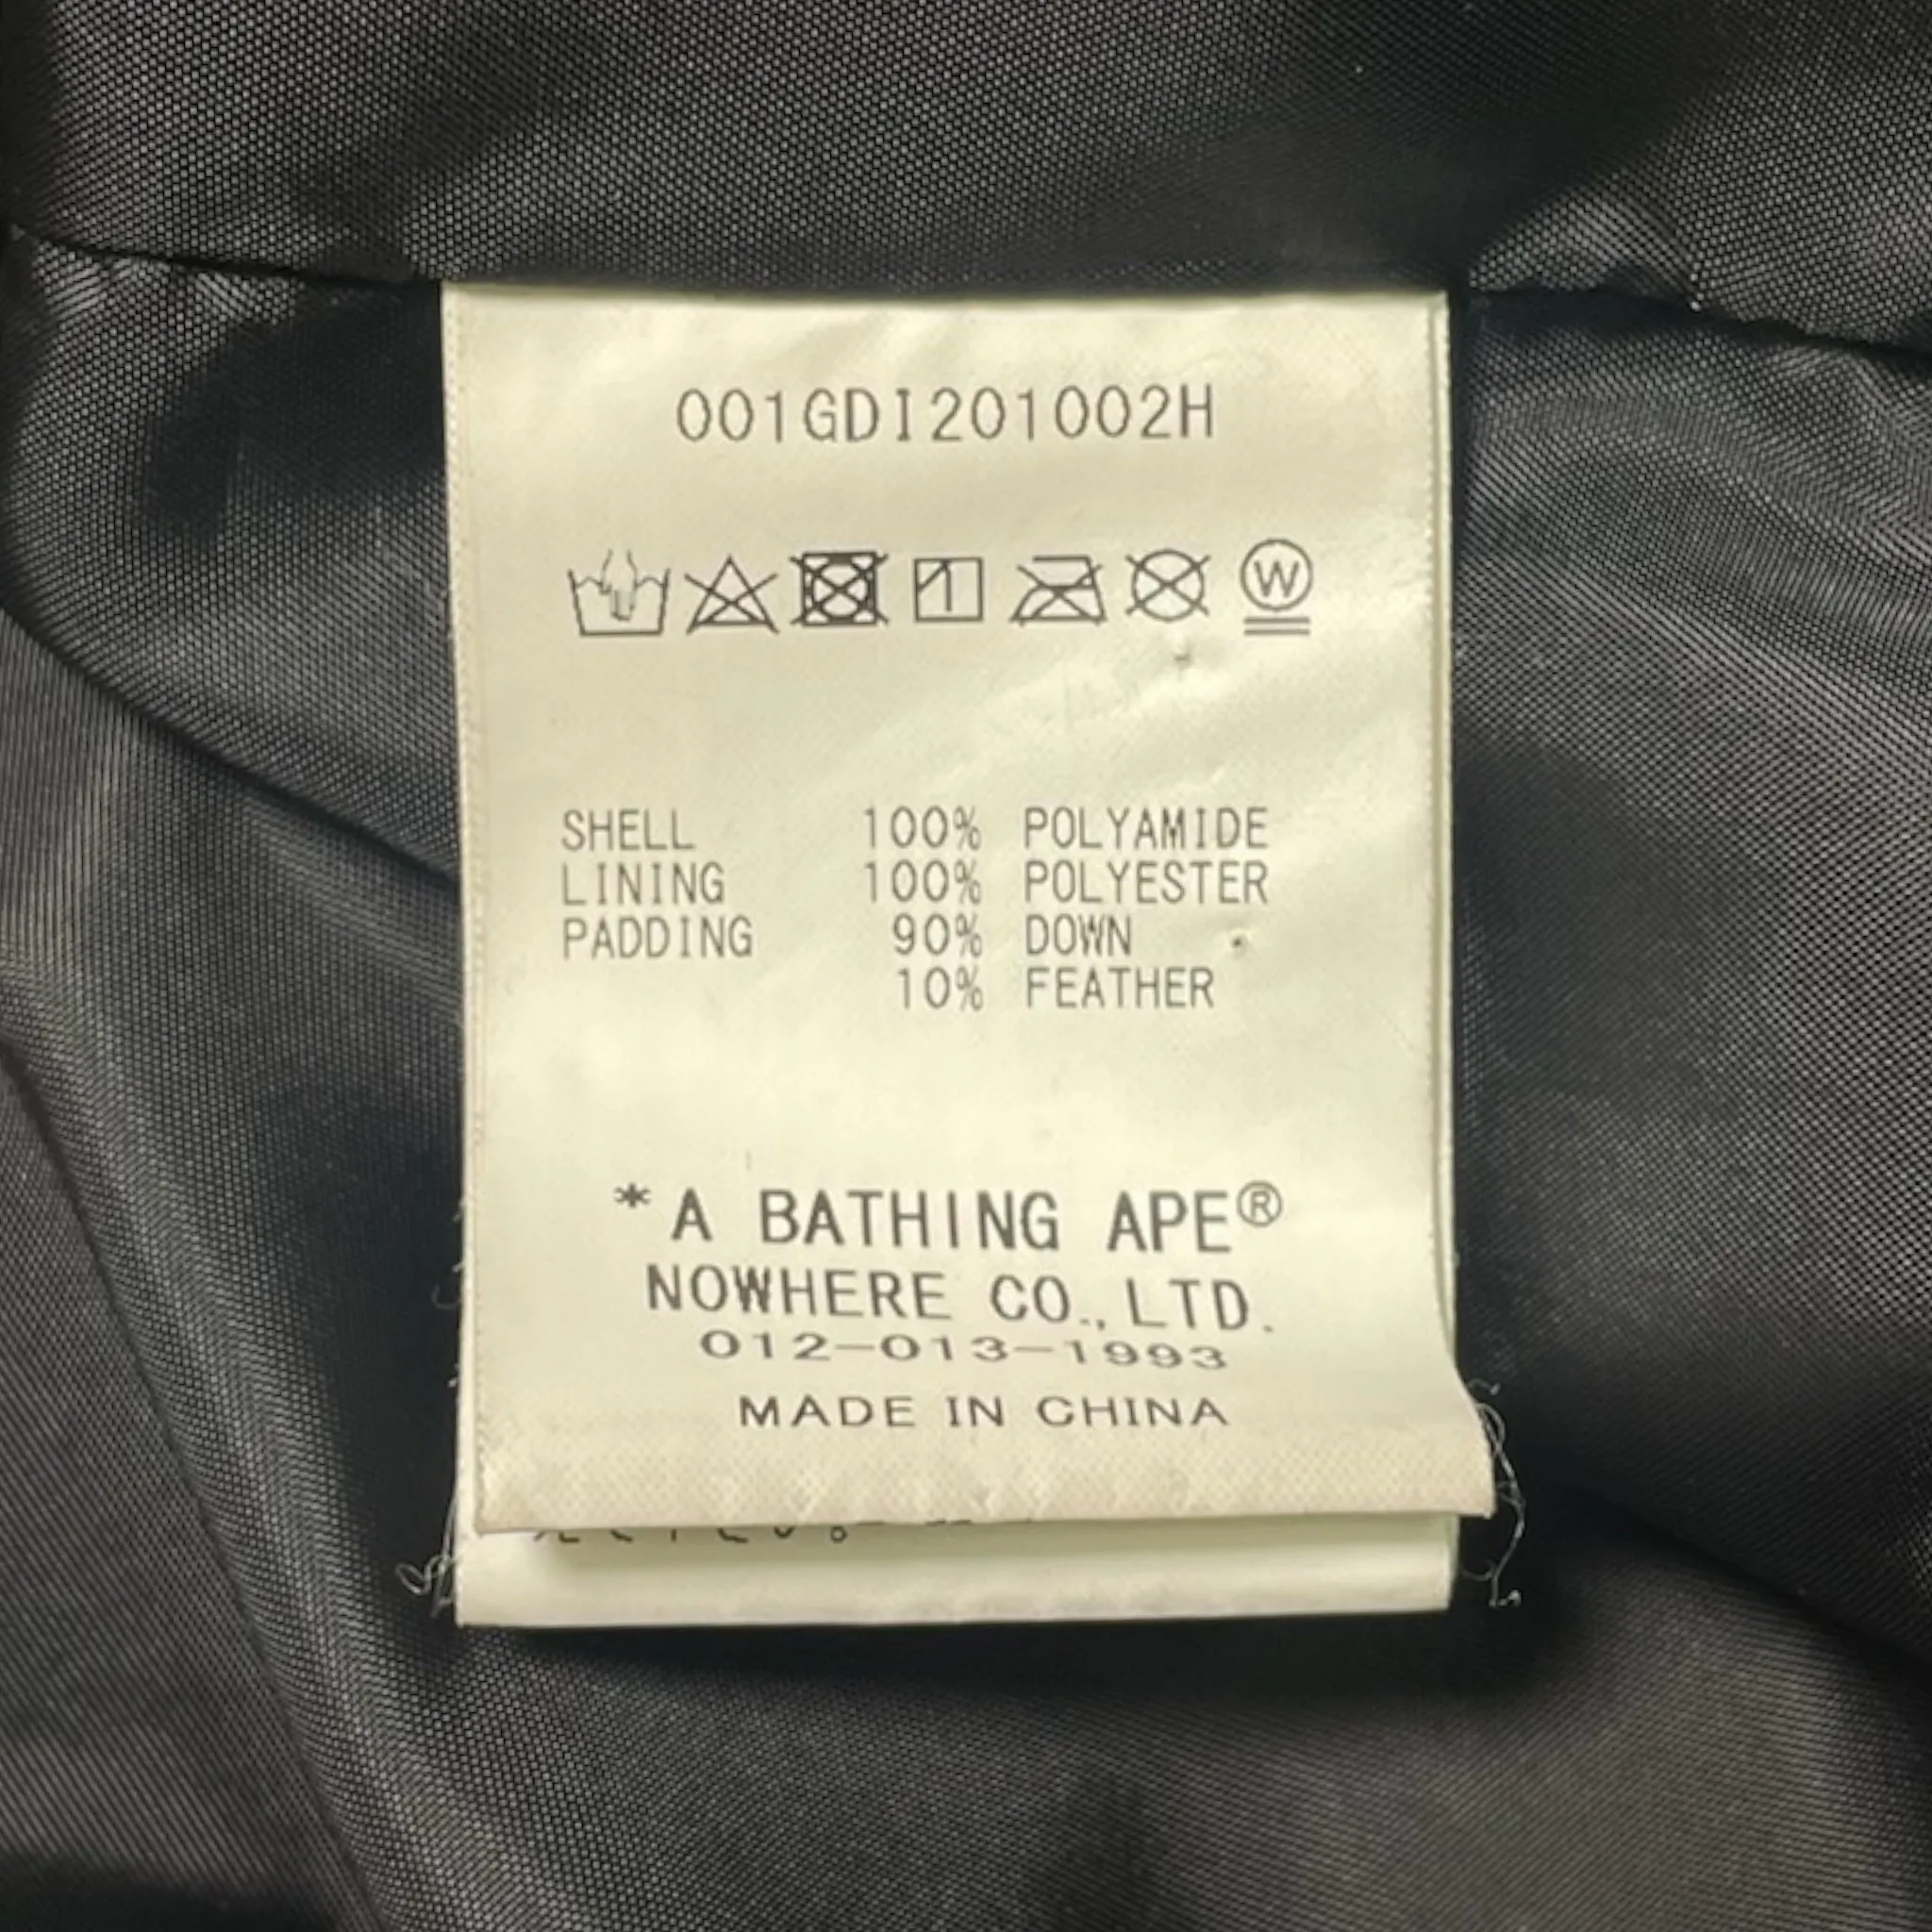 001GDI201002H
W
SHELL 100% POLYAMIDE
LINING 100% POLYESTER
PADDING 90% DOWN
10% FEATHER
*A BATHING APE®
NOWHERE CO.,LTD.
012-013-1993
MADE IN CHINA